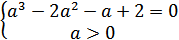 a³ − 2a² − a + 2 = 0
a > 0